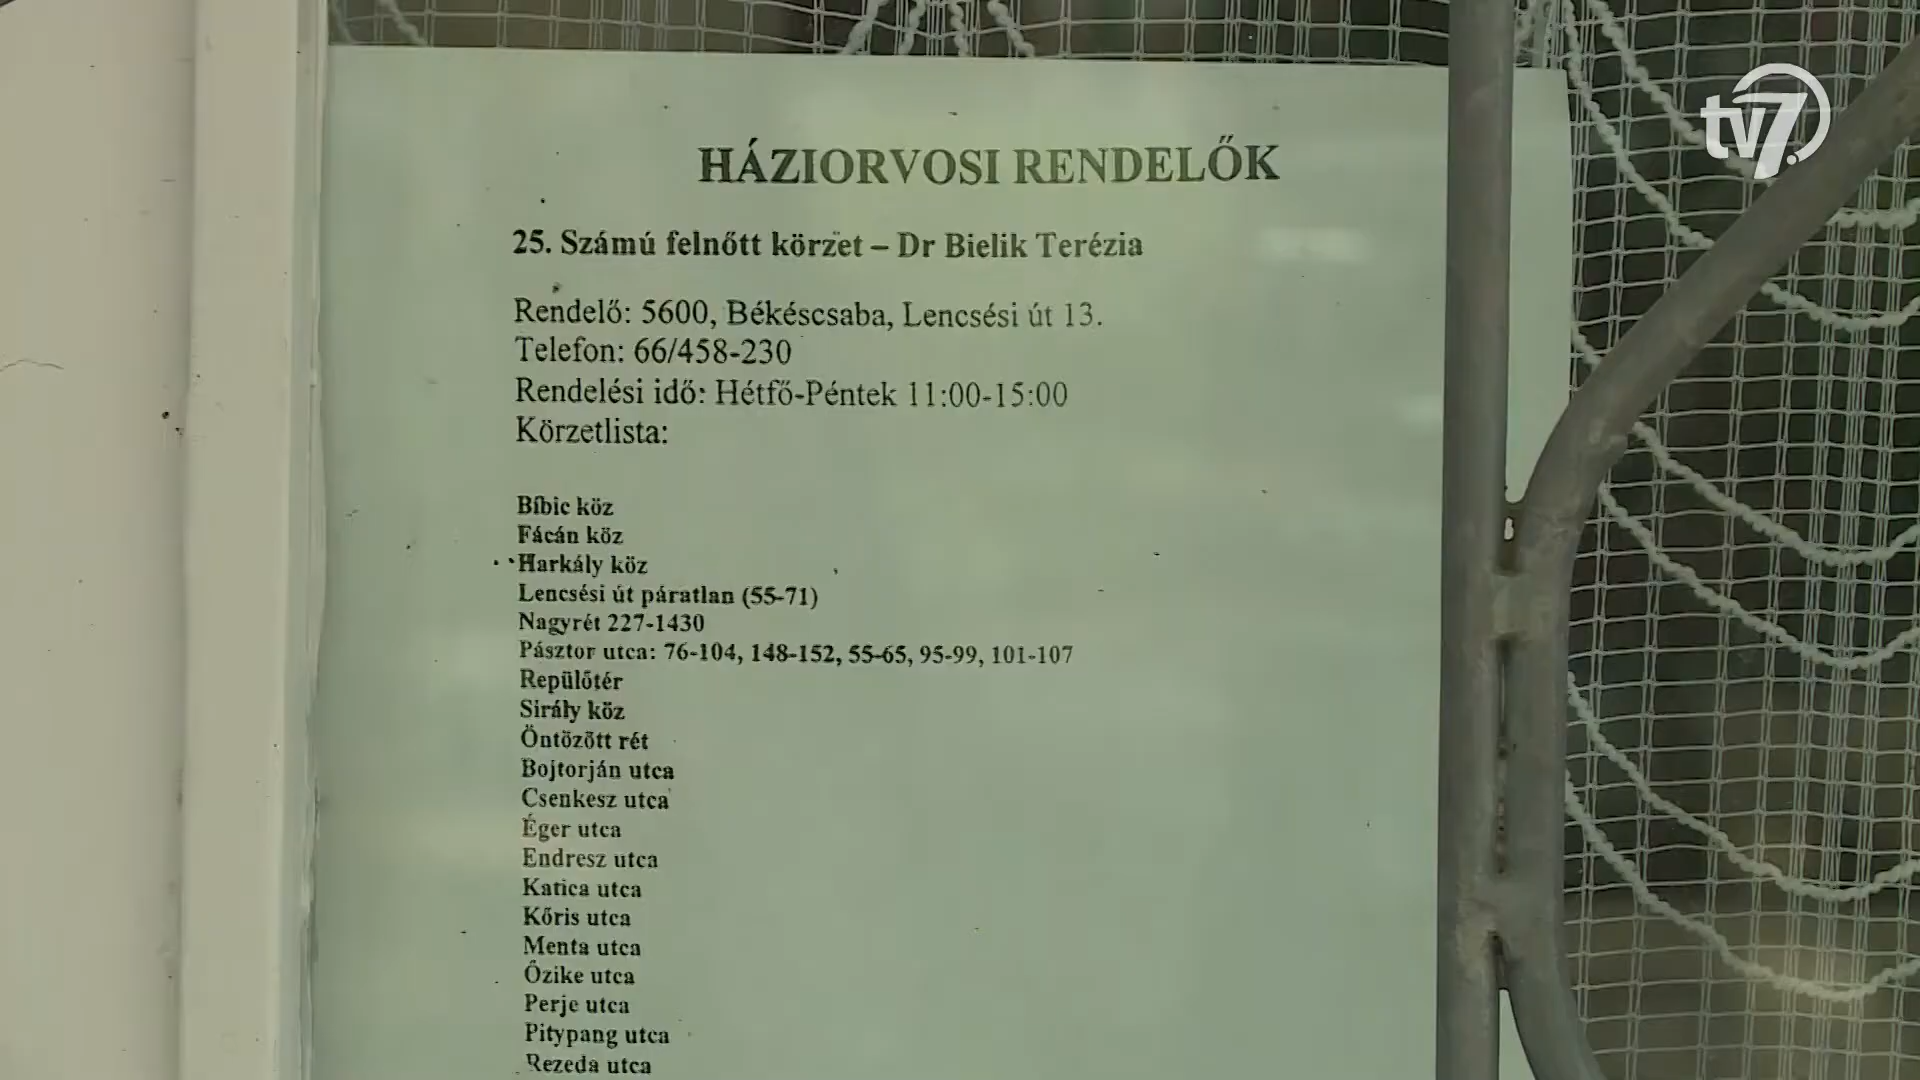 tv7.
HÁZIORVOSI RENDELŐK
25. Számú felnőtt körzet – Dr Bielik Terézia
Rendelő: 5600, Békéscsaba, Lencsési út 13.
Telefon: 66/458-230
Rendelési idő: Hétfő-Péntek 11:00-15:00
Körzetlista:
Bíbic köz
Fácán köz
Harkály köz
Lencsési út páratlan (55-71)
Nagyrét 227-1430
Pásztor utca: 76-104, 148-152, 55-65, 95-99, 101-107
Repülőtér
Sirály köz
Öntözött rét
Bojtorján utca
Csenkesz utca
Éger utca
Endresz utca
Katica utca
Kőris utca
Menta utca
Őzike utca
Perje utca
Pitypang utca
Rezeda utca